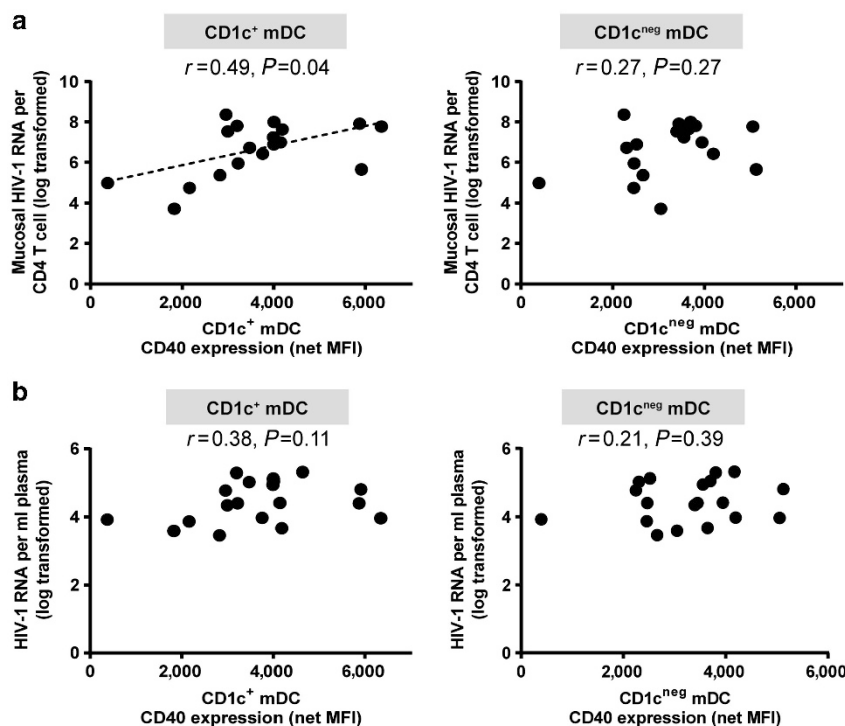 a
CD1c⁺ mDC
r=0.49, P=0.04
Mucosal HIV-1 RNA per
CD4 T cell (log transformed)
10
8
6
4
2
0
0 2,000 4,000 6,000
CD1c⁺ mDC
CD40 expression (net MFI)
CD1cⁿᵉᵍ mDC
r=0.27, P=0.27
Mucosal HIV-1 RNA per
CD4 T cell (log transformed)
10
8
6
4
2
0
0 2,000 4,000 6,000
CD1cⁿᵉᵍ mDC
CD40 expression (net MFI)
b
CD1c⁺ mDC
r=0.38, P=0.11
HIV-1 RNA per ml plasma
(log transformed)
6
4
2
0
0 2,000 4,000 6,000
CD1c⁺ mDC
CD40 expression (net MFI)
CD1cⁿᵉᵍ mDC
r=0.21, P=0.39
HIV-1 RNA per ml plasma
(log transformed)
6
4
2
0
0 2,000 4,000 6,000
CD1cⁿᵉᵍ mDC
CD40 expression (net MFI)